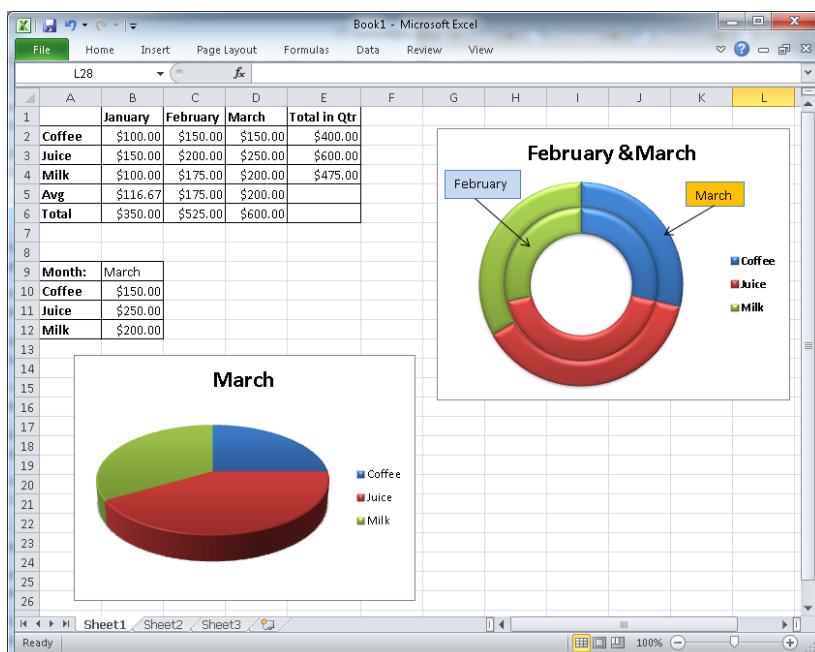 Book1 - Microsoft Excel
File Home Insert Page Layout Formulas Data Review View
L28 fx
A B C D E F G H I J K L
1 January February March Total in Qtr
2 Coffee $100.00 $150.00 $150.00 $400.00
3 Juice $150.00 $200.00 $250.00 $600.00
4 Milk $100.00 $175.00 $200.00 $475.00
5 Avg $116.67 $175.00 $200.00
6 Total $350.00 $525.00 $600.00
7
8
9 Month: March
10 Coffee $150.00
11 Juice $250.00
12 Milk $200.00
13
14
15
16
17
18
19
20
21
22
23
24
25
26
February &March
February
March
Coffee
Juice
Milk
March
Coffee
Juice
Milk
Sheet1 Sheet2 Sheet3
Ready 100%